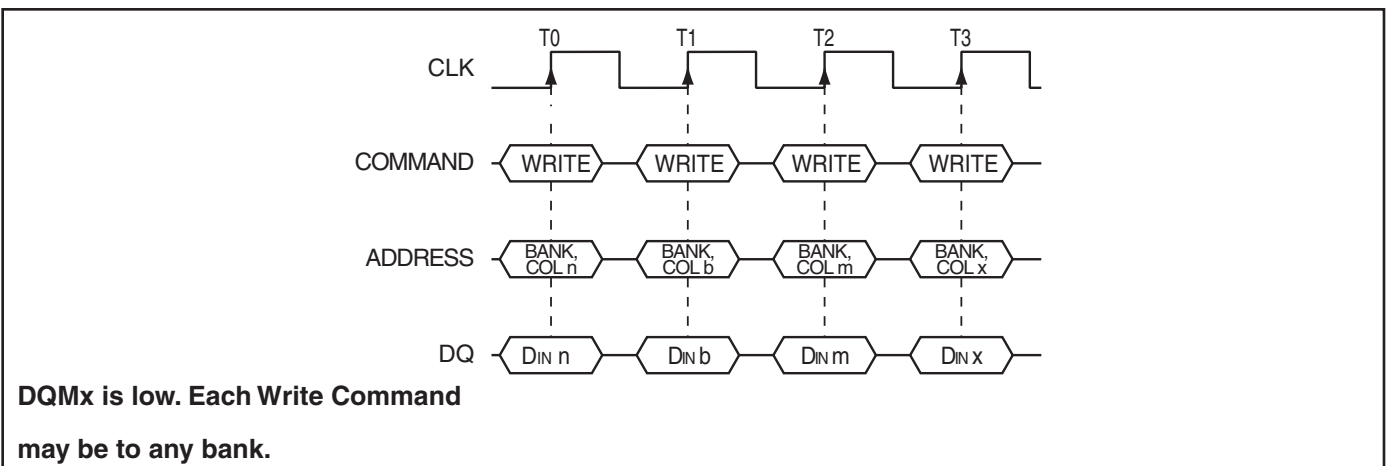 T0 T1 T2 T3
CLK
COMMAND WRITE WRITE WRITE WRITE
BANK, BANK, BANK, BANK,
ADDRESS
COL n COL b COL m COL x
DQ DIN n DIN b DIN m DIN x
DQMx is low. Each Write Command
may be to any bank.